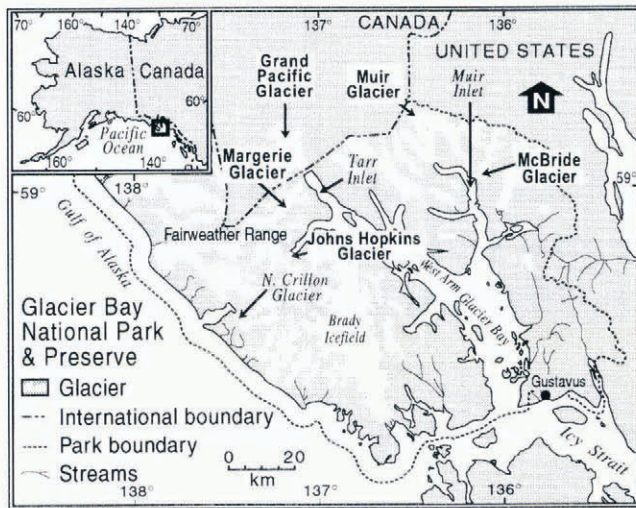 70°
70°
Alaska
Canada
60°
60°
Pacific
Ocean
160°
140°
137°
CANADA
136°
UNITED STATES
N
Grand
Pacific
Glacier
Muir
Glacier
Muir
Inlet
Margerie
Glacier
Tarr
Inlet
McBride
Glacier
59°
138°
59°
Gulf of Alaska
Fairweather Range
Johns Hopkins
Glacier
N. Crillon
Glacier
West Arm
Glacier Bay
Brady
Icefield
Gustavus
Icy Strait
Glacier Bay
National Park
& Preserve
Glacier
International boundary
Park boundary
Streams
0 20
km
138°
137°
136°